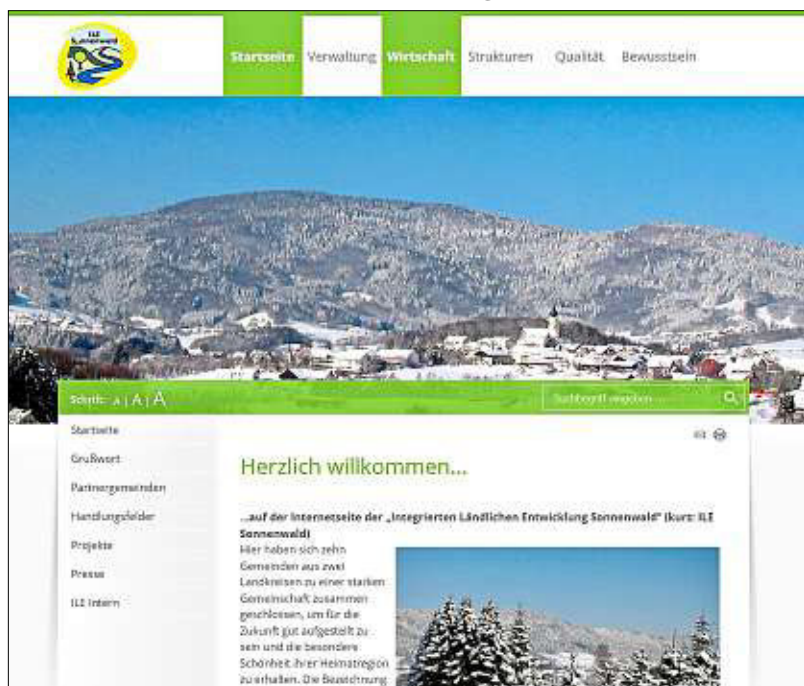 ILE
Sonnenwald
Startseite Verwaltung Wirtschaft Strukturen Qualität Bewusstsein
Schrift: A | A | A
Suchbegriff eingeben
Startseite
Grußwort
Partnergemeinden
Handlungsfelder
Projekte
Presse
ILE Intern
Herzlich willkommen...
...auf der Internetseite der „Integrierten Ländlichen Entwicklung Sonnenwald“ (kurz: ILE
Sonnenwald)
Hier haben sich zehn
Gemeinden aus zwei
Landkreisen zu einer starken
Gemeinschaft zusammen
geschlossen, um für die
Zukunft gut aufgestellt zu
sein und die besondere
Schönheit ihrer Heimatregion
zu erhalten. Die Bezeichnung